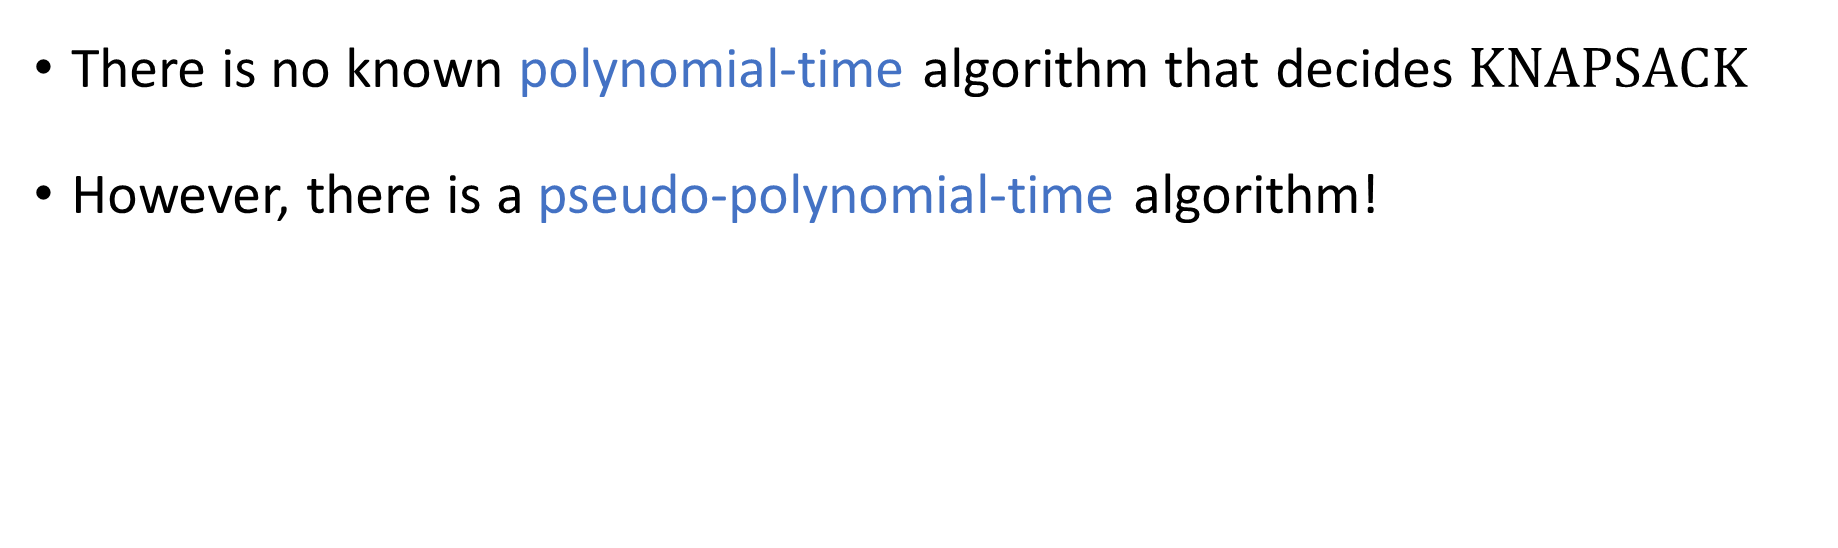 • There is no known polynomial-time algorithm that decides KNAPSACK
• However, there is a pseudo-polynomial-time algorithm!